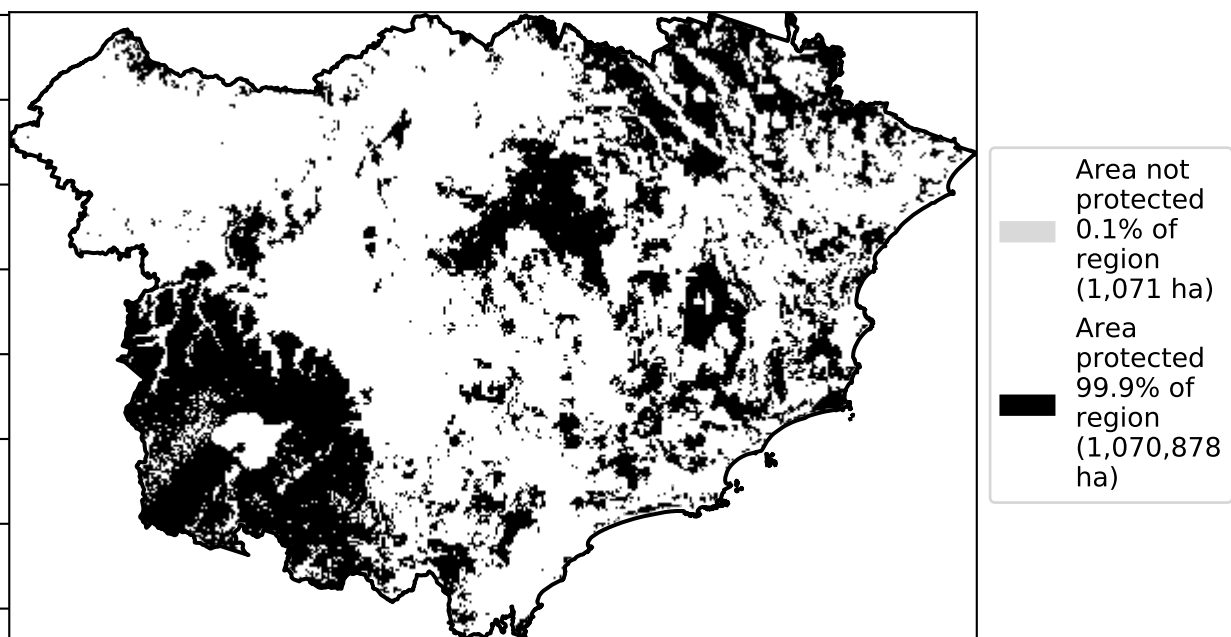 Area not
protected
0.1% of
region
(1,071 ha)
Area
protected
99.9% of
region
(1,070,878
ha)